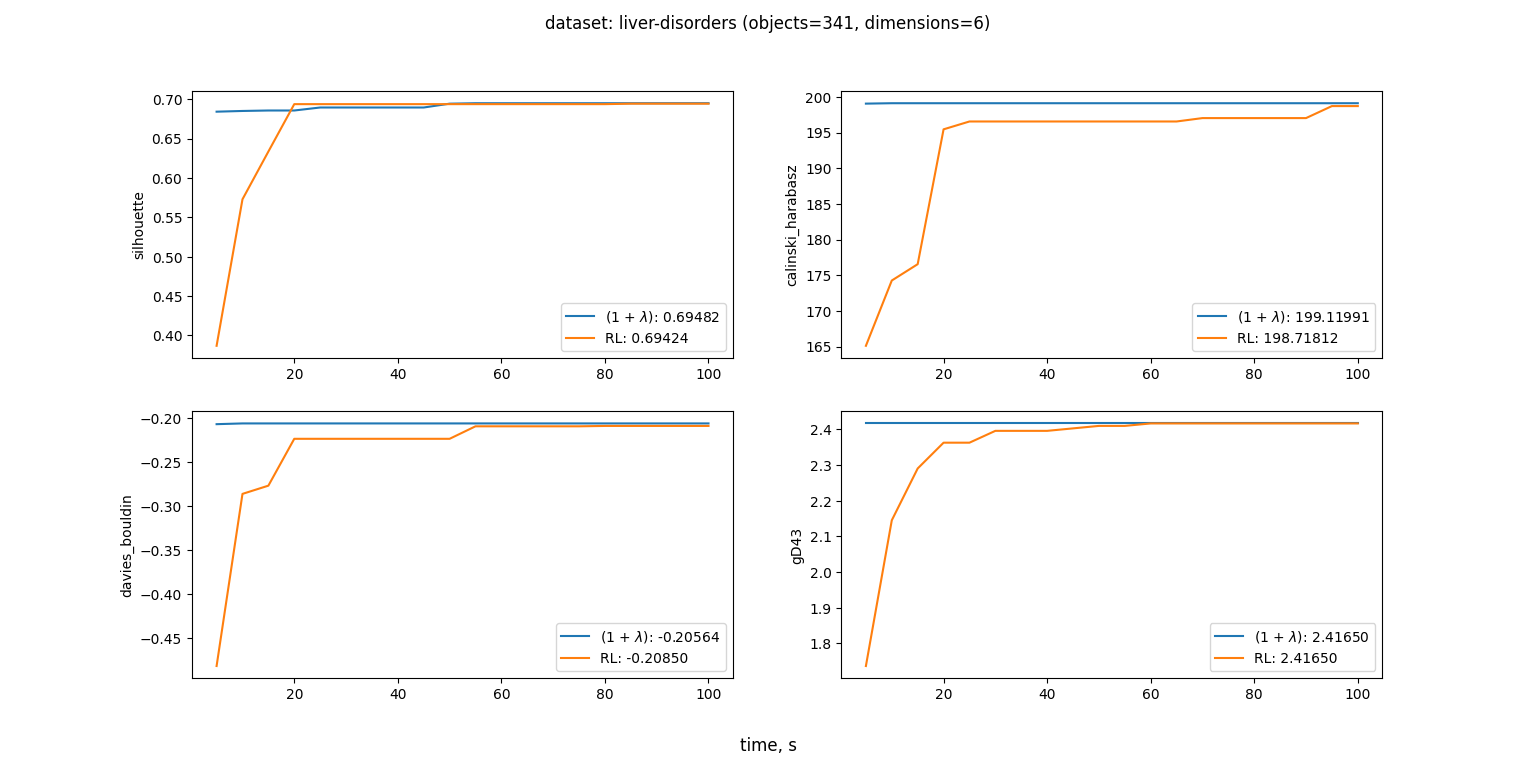 dataset: liver-disorders (objects=341, dimensions=6)
silhouette
0.70
0.65
0.60
0.55
0.50
0.45
0.40
20 40 60 80 100
(1 + λ): 0.69482
RL: 0.69424
calinski_harabasz
200
195
190
185
180
175
170
165
20 40 60 80 100
(1 + λ): 199.11991
RL: 198.71812
davies_bouldin
−0.20
−0.25
−0.30
−0.35
−0.40
−0.45
20 40 60 80 100
(1 + λ): -0.20564
RL: -0.20850
gD43
2.4
2.3
2.2
2.1
2.0
1.9
1.8
20 40 60 80 100
(1 + λ): 2.41650
RL: 2.41650
time, s